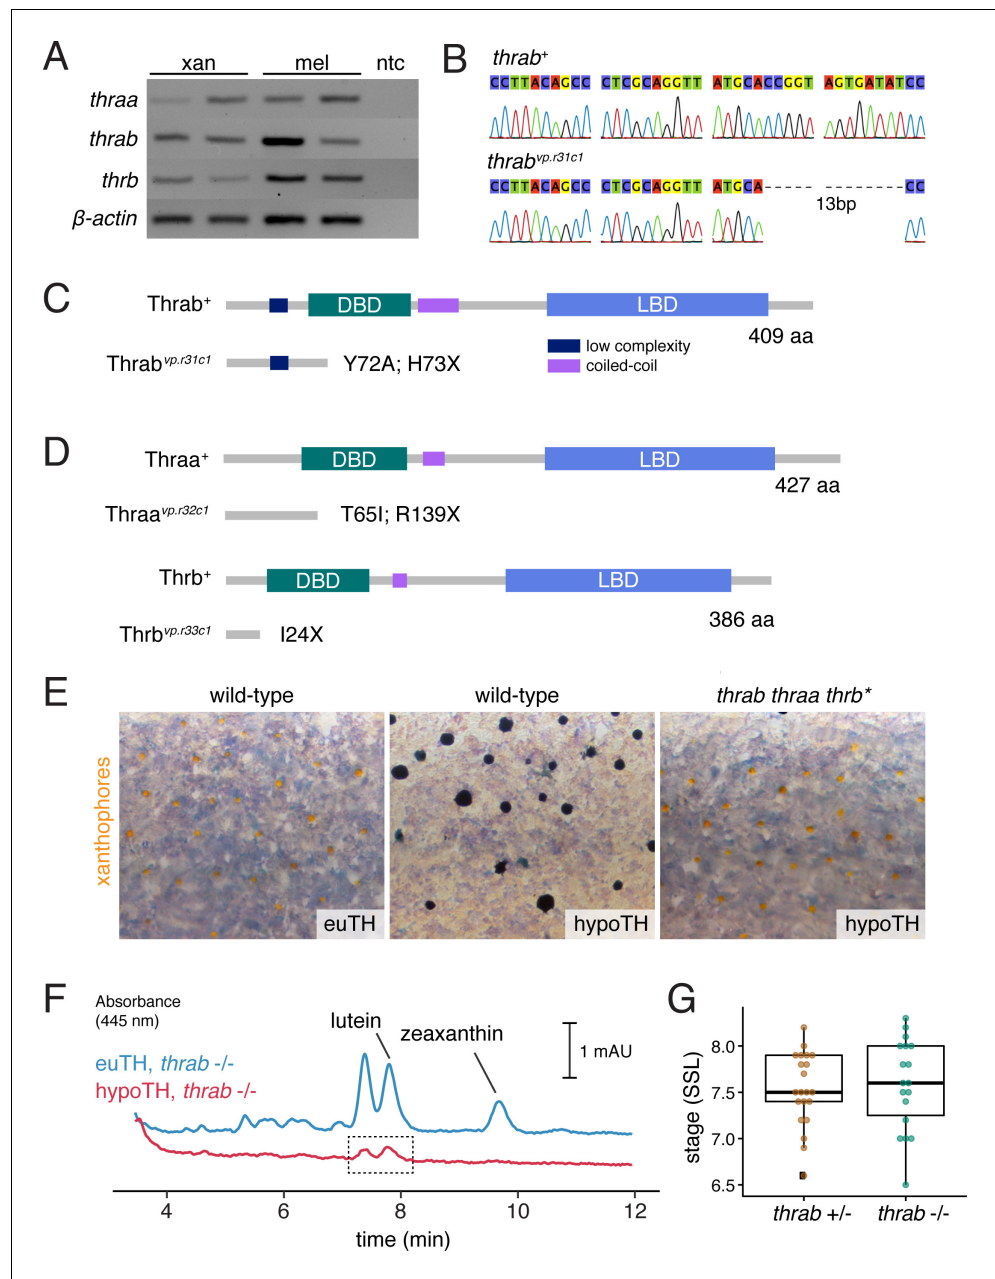 A
xan mel ntc
thraa
thrab
thrb
β-actin
B
thrab+
CCTTACAGCC CTCGCAGGTT ATGCACCGGT AGTGATATCC
thrabvp.r31c1
CCTTACAGCC CTCGCAGGTT ATGCA----- --------CC
13bp
C
Thrab+ DBD LBD
409 aa
Thrabvp.r31c1 Y72A; H73X
low complexity
coiled-coil
D
Thraa+ DBD LBD
427 aa
Thraavp.r32c1 T65I; R139X
Thrb+ DBD LBD
386 aa
Thrbvp.r33c1 I24X
E
wild-type wild-type thrab thraa thrb*
xanthophores
euTH hypoTH hypoTH
F
Absorbance
(445 nm)
euTH, thrab -/-
hypoTH, thrab -/-
lutein
zeaxanthin
1 mAU
4 6 8 10 12
time (min)
G
stage (SSL)
8.0
7.5
7.0
6.5
thrab +/- thrab -/-